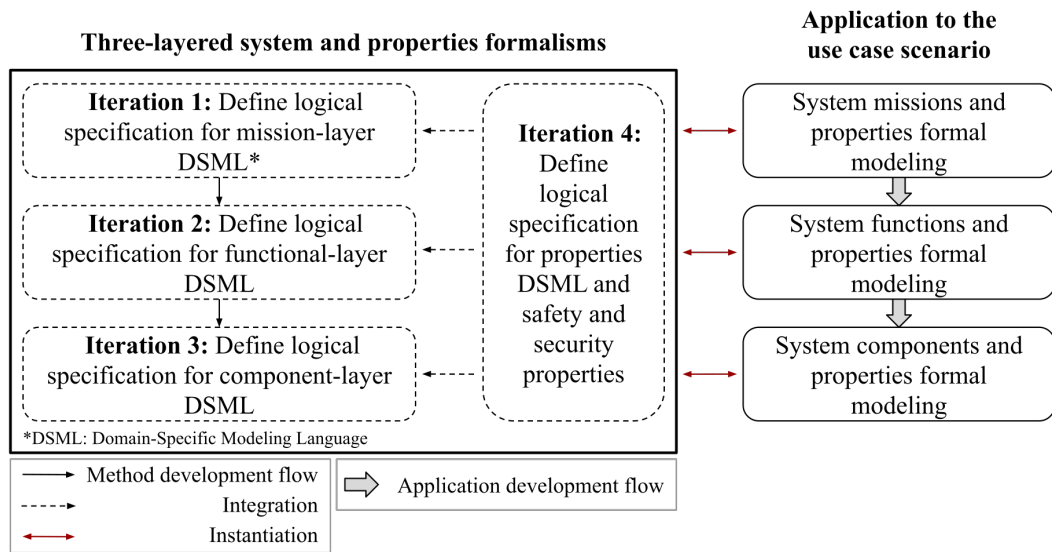 Three-layered system and properties formalisms
Application to the
use case scenario
Iteration 1: Define logical
specification for mission-layer
DSML*
Iteration 2: Define logical
specification for functional-layer
DSML
Iteration 3: Define logical
specification for component-layer
DSML
*DSML: Domain-Specific Modeling Language
Iteration 4:
Define
logical
specification
for properties
DSML and
safety and
security
properties
System missions and
properties formal
modeling
System functions and
properties formal
modeling
System components and
properties formal
modeling
Method development flow
Integration
Instantiation
Application development flow